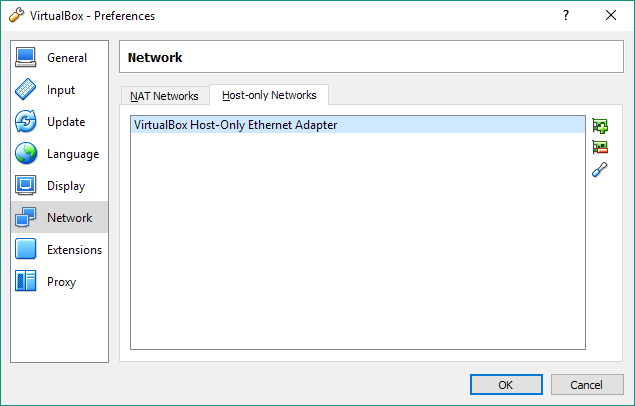 VirtualBox - Preferences
?
General
Input
Update
Language
Display
Network
Extensions
Proxy
Network
NAT Networks
Host-only Networks
VirtualBox Host-Only Ethernet Adapter
OK
Cancel